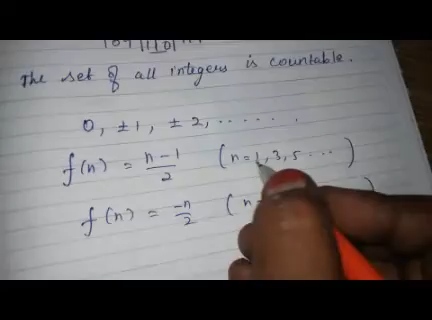 The set of all integers is countable.
0, ±1, ±2, .......
f(n) = n-1/2 (n=1, 3, 5 ...)
f(n) = -n/2 (n